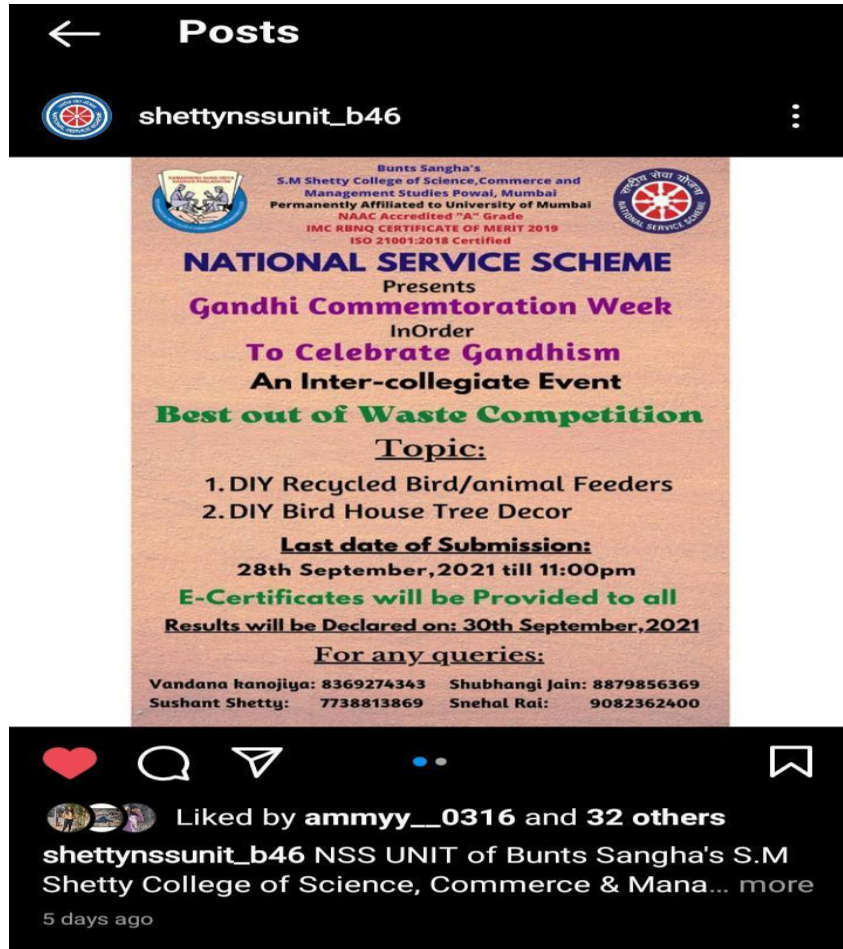 Posts
shettynssunit_b46
Bunts Sangha's
S.M Shetty College of Science,Commerce and
Management Studies Powai, Mumbai
Permanently Affiliated to University of Mumbai
NAAC Accredited "A" Grade
IMC RBNQ CERTIFICATE OF MERIT 2019
ISO 21001:2018 Certified
राष्ट्रीय सेवा योजना
NATIONAL SERVICE SCHEME
NATIONAL SERVICE SCHEME
Presents
Gandhi Commemtoration Week
InOrder
To Celebrate Gandhism
An Inter-collegiate Event
Best out of Waste Competition
Topic:
1. DIY Recycled Bird/animal Feeders
2. DIY Bird House Tree Decor
Last date of Submission:
28th September,2021 till 11:00pm
E-Certificates will be Provided to all
Results will be Declared on: 30th September,2021
For any queries:
Vandana kanojiya: 8369274343 Shubhangi Jain: 8879856369
Sushant Shetty: 7738813869 Snehal Rai: 9082362400
Liked by ammyy__0316 and 32 others
shettynssunit_b46 NSS UNIT of Bunts Sangha's S.M
Shetty College of Science, Commerce & Mana... more
5 days ago